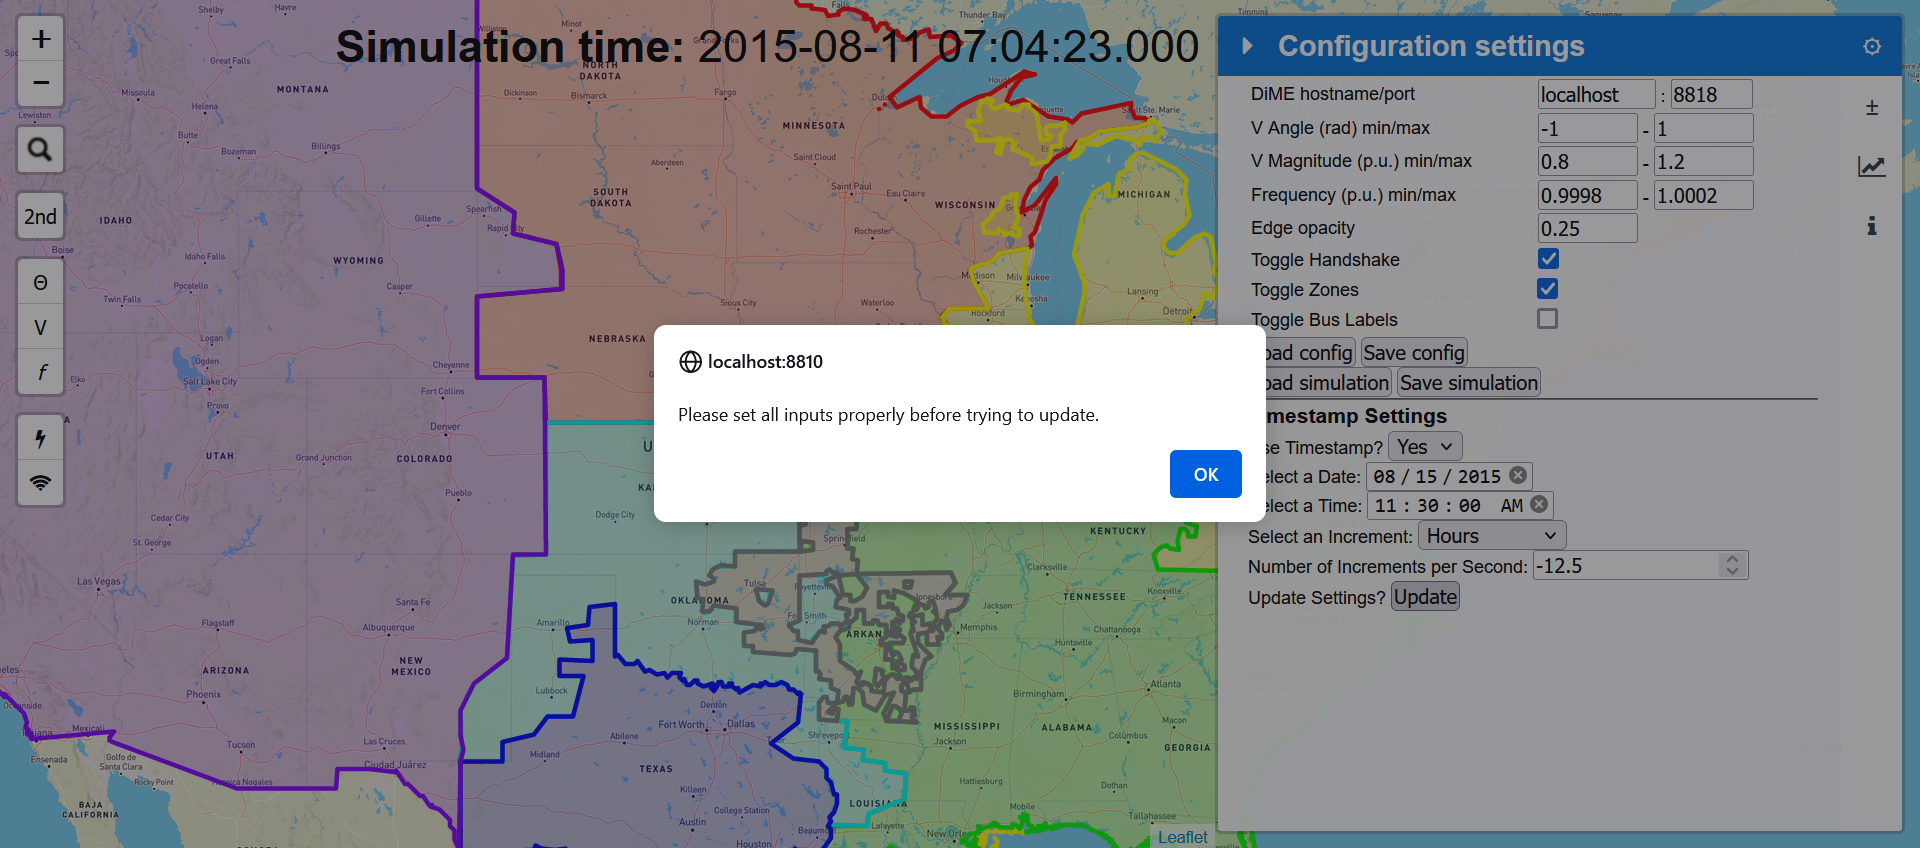 Simulation time: 2015-08-11 07:04:23.000
+
−
2nd
Θ
V
f
Configuration settings
DiME hostname/port localhost : 8818
V Angle (rad) min/max -1 - 1
V Magnitude (p.u.) min/max 0.8 - 1.2
Frequency (p.u.) min/max 0.9998 - 1.0002
Edge opacity 0.25
Toggle Handshake
Toggle Zones
Toggle Bus Labels
oad config Save config
oad simulation Save simulation
mestamp Settings
se Timestamp? Yes
elect a Date: 08 / 15 / 2015
elect a Time: 11 : 30 : 00 AM
Select an Increment: Hours
Number of Increments per Second: -12.5
Update Settings? Update
±
i
localhost:8810
Please set all inputs properly before trying to update.
OK
Shelby
Havre
Minot
Thunder Bay
Great Falls
Missoula
MONTANA
Helena
Lewiston
Butte
Bozeman
Billings
NORTH
DAKOTA
Dickinson
Bismarck
Fargo
MINNESOTA
Saint Cloud
Aberdeen
Saint Paul
Eau Claire
SOUTH
DAKOTA
WISCONSIN
MICHIGAN
IDAHO
Gillette
Spearfish
Rapid City
Rochester
Boise
Idaho Falls
WYOMING
Pocatello
Casper
Twin Falls
Madison
Milwaukee
Kenosha
Lansing
Sioux City
Waterloo
Rockford
Detroit
NEBRASKA
Logan
Ogden
Salt Lake City
Elko
Cheyenne
Provo
Fort Collins
Denver
UTAH
Grand Junction
COLORADO
Pueblo
Dodge City
Cedar City
St. George
Springfield
KENTUCKY
Clarksville
Las Vegas
Tulsa
Fayetteville
Jonesboro
TENNESSEE
Knoxville
Santa Fe
OKLAHOMA
Jackson
Flagstaff
Albuquerque
Amarillo
Norman
Fort Smith
Memphis
Chattanooga
Huntsville
ARKAN
ARIZONA
NEW
MEXICO
Phoenix
Lubbock
Birmingham
Atlanta
Denton
Fort Worth
Dallas
Macon
Mexicali
Tucson
Las Cruces
Abilene
Shreveport
MISSISSIPPI
ALABAMA
Jackson
Columbus
GEORGIA
Ensenada
Golfo de
Santa Clara
Ciudad Juárez
Midland
TEXAS
Rocky Point
Heroica Nogales
Killeen
Hattiesburg
Dothan
BAJA
CALIFORNIA
College Station
LOUISIANA
Mobile
Austin
Beaumont
Lafayette
New Orle
Tallahassee
Houston
Leaflet